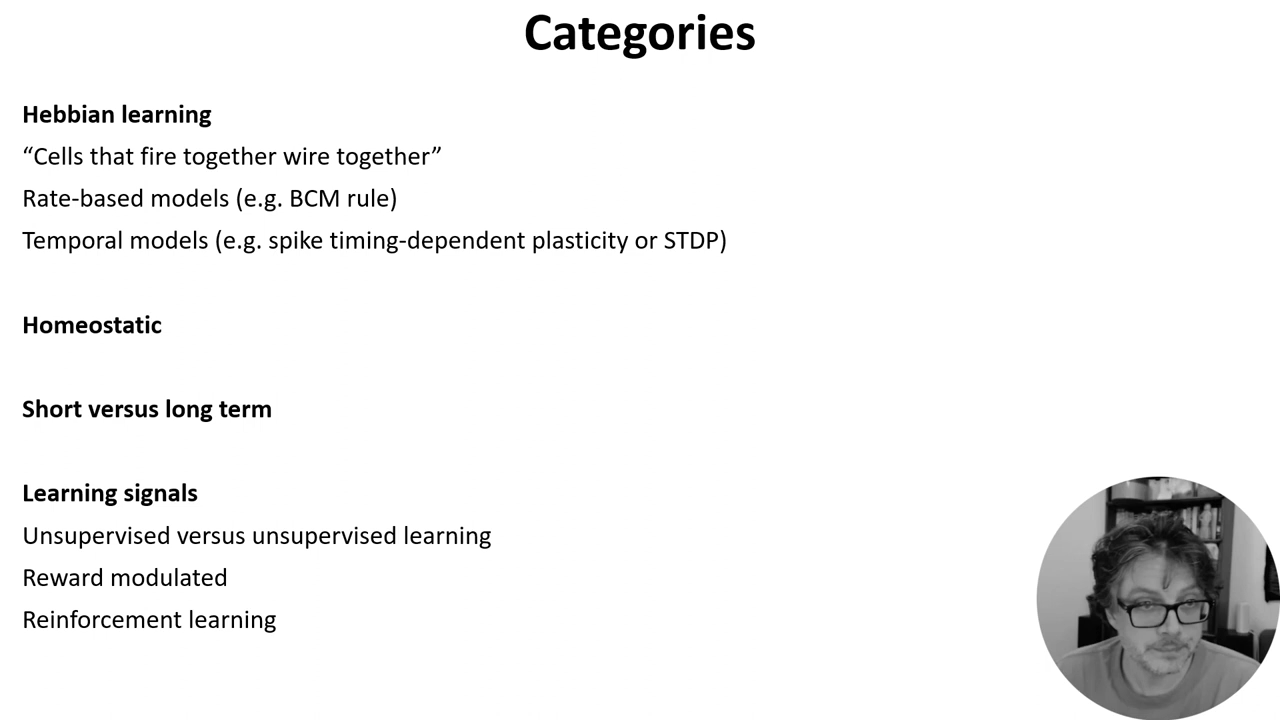 Categories
Hebbian learning
“Cells that fire together wire together”
Rate-based models (e.g. BCM rule)
Temporal models (e.g. spike timing-dependent plasticity or STDP)
Homeostatic
Short versus long term
Learning signals
Unsupervised versus unsupervised learning
Reward modulated
Reinforcement learning